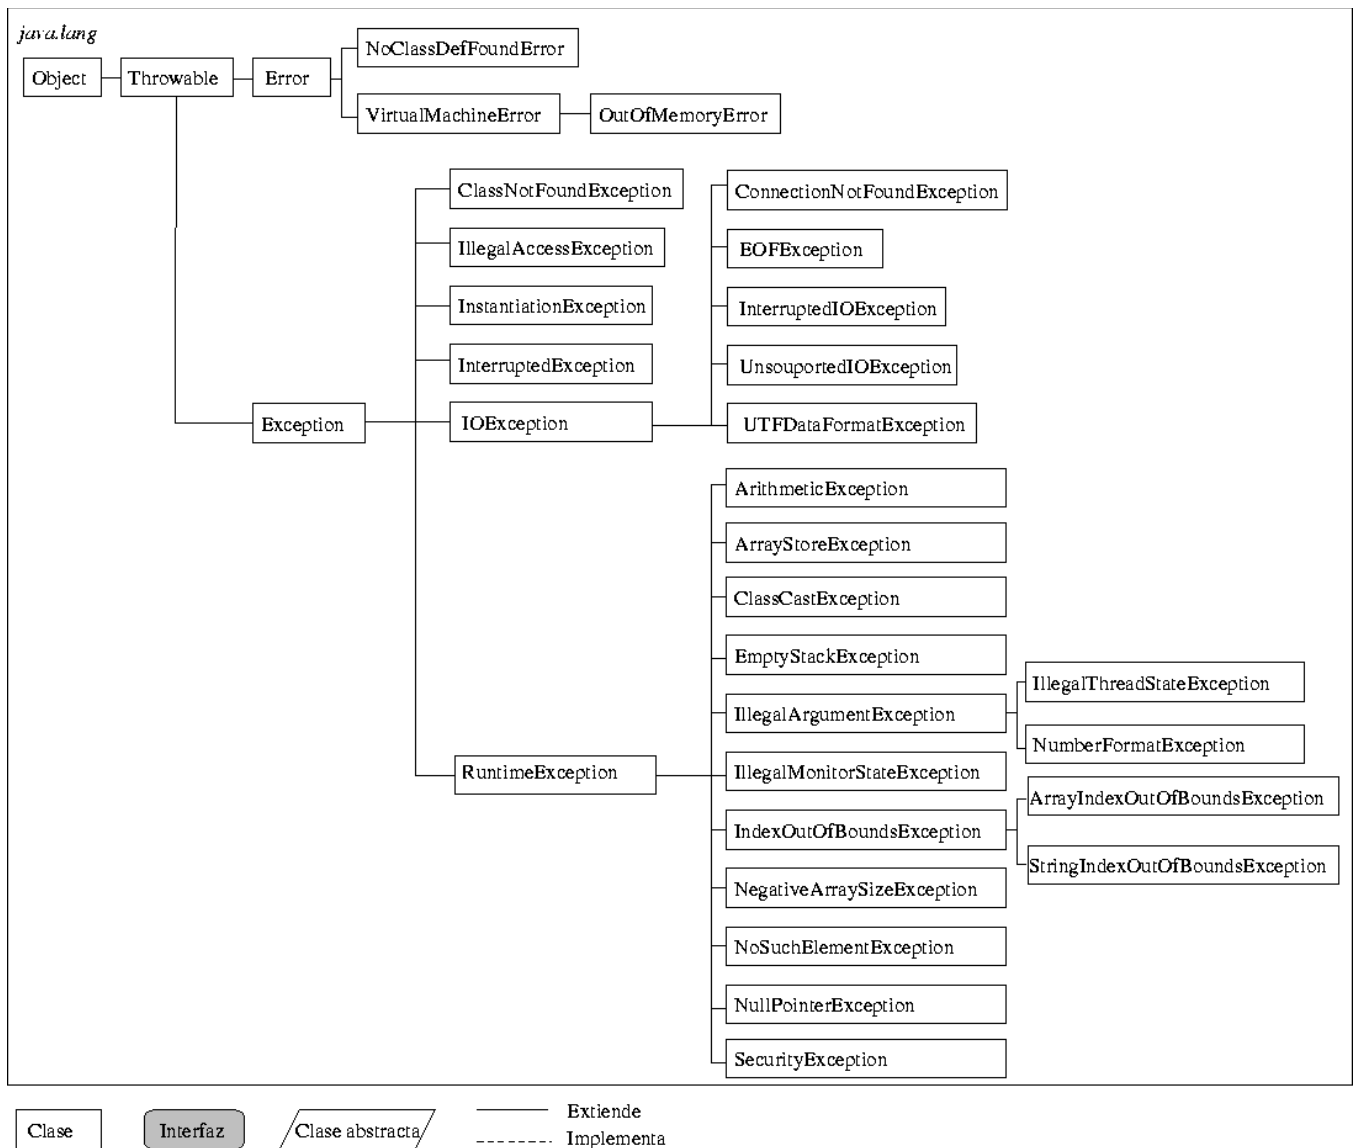 java.lang
Object
Throwable
Error
NoClassDefFoundError
VirtualMachineError
OutOfMemoryError
ClassNotFoundException
IllegalAccessException
InstantiationException
InterruptedException
Exception
IOException
ConnectionNotFoundException
EOFException
InterruptedIOException
UnsouportedIOException
UTFDataFormatException
RuntimeException
ArithmeticException
ArrayStoreException
ClassCastException
EmptyStackException
IllegalArgumentException
IllegalThreadStateException
NumberFormatException
IllegalMonitorStateException
IndexOutOfBoundsException
ArrayIndexOutOfBoundsException
StringIndexOutOfBoundsException
NegativeArraySizeException
NoSuchElementException
NullPointerException
SecurityException
Clase
Interfaz
Clase abstracta
Extiende
Implementa